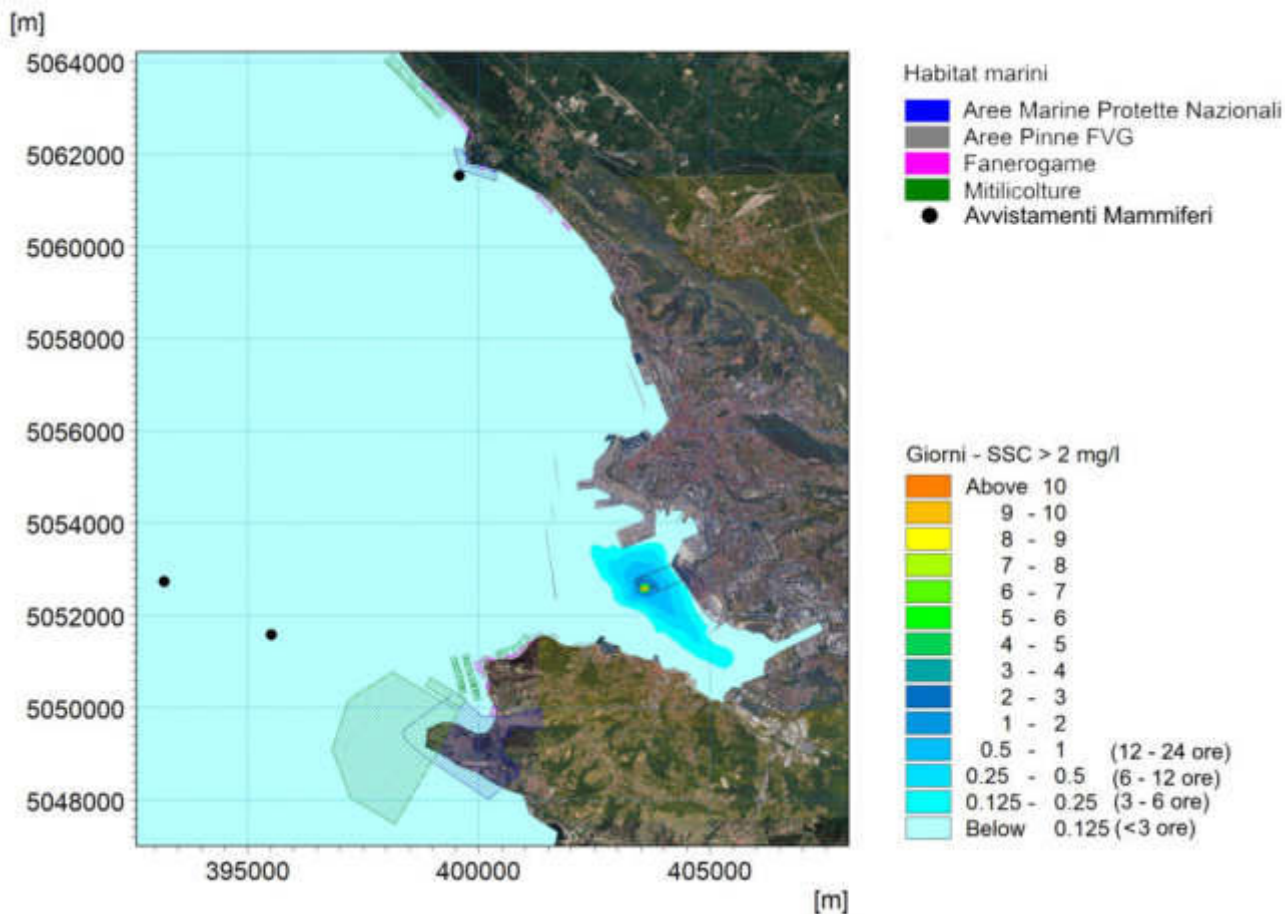 [m]
5064000
5062000
5060000
5058000
5056000
5054000
5052000
5050000
5048000
395000
400000
405000
[m]
Habitat marini
Aree Marine Protette Nazionali
Aree Pinne FVG
Fanerogame
Mitilicolture
Avvistamenti Mammiferi
Giorni - SSC > 2 mg/l
Above 10
9 - 10
8 - 9
7 - 8
6 - 7
5 - 6
4 - 5
3 - 4
2 - 3
1 - 2
0.5 - 1 (12 - 24 ore)
0.25 - 0.5 (6 - 12 ore)
0.125 - 0.25 (3 - 6 ore)
Below 0.125 (<3 ore)